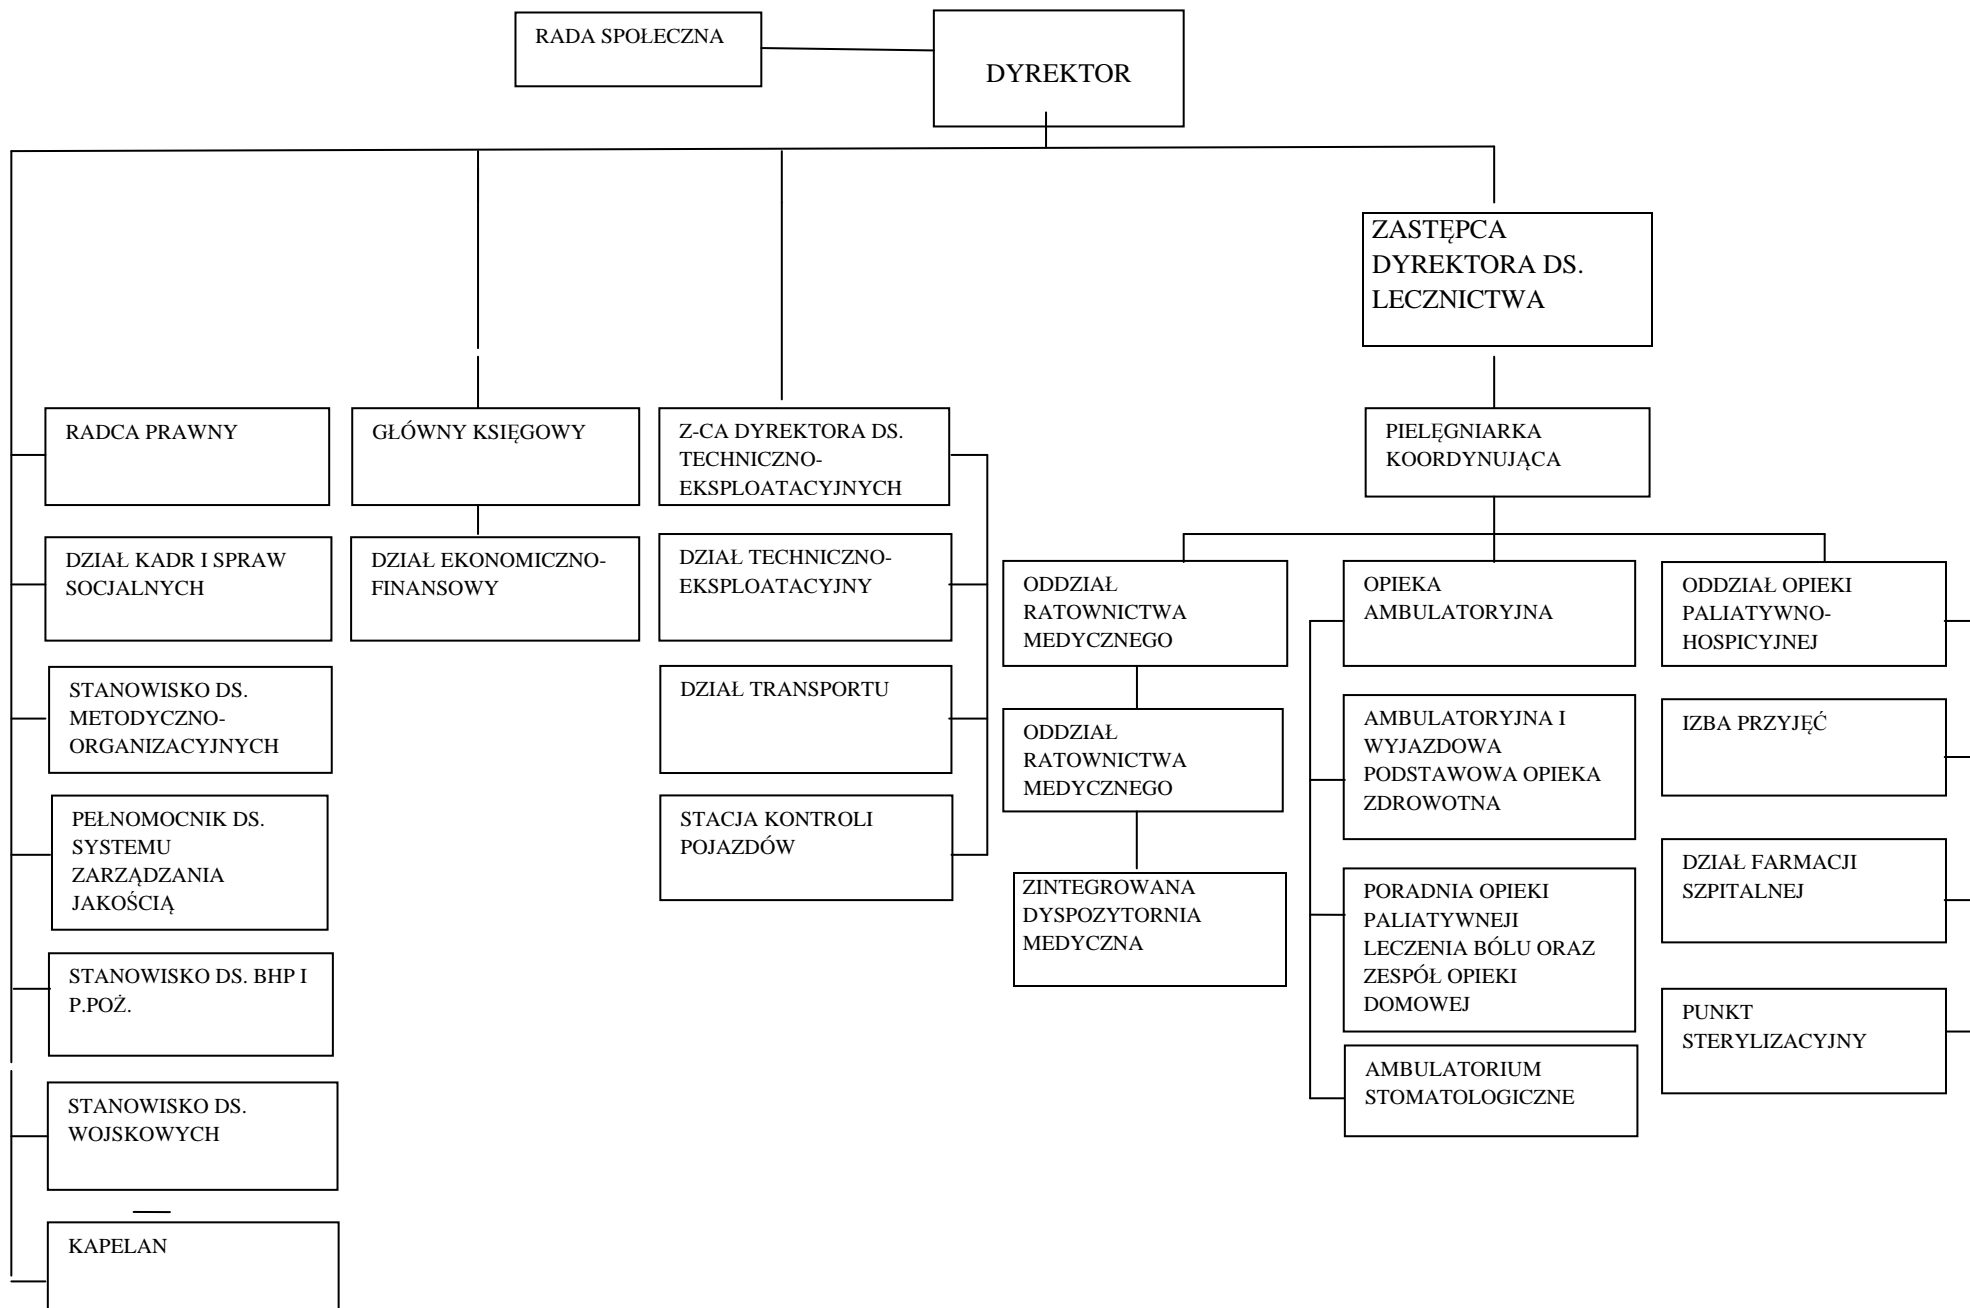 RADA SPOŁECZNA
DYREKTOR
ZASTĘPCA
DYREKTORA DS.
LECZNICTWA
RADCA PRAWNY
GŁÓWNY KSIĘGOWY
Z-CA DYREKTORA DS.
TECHNICZNO-
EKSPLOATACYJNYCH
PIELĘGNIARKA
KOORDYNUJĄCA
DZIAŁ KADR I SPRAW
SOCJALNYCH
DZIAŁ EKONOMICZNO-
FINANSOWY
DZIAŁ TECHNICZNO-
EKSPLOATACYJNY
ODDZIAŁ
RATOWNICTWA
MEDYCZNEGO
OPIEKA
AMBULATORYJNA
ODDZIAŁ OPIEKI
PALIATYWNO-
HOSPICYJNEJ
STANOWISKO DS.
METODYCZNO-
ORGANIZACYJNYCH
DZIAŁ TRANSPORTU
ODDZIAŁ
RATOWNICTWA
MEDYCZNEGO
AMBULATORYJNA I
WYJAZDOWA
PODSTAWOWA OPIEKA
ZDROWOTNA
IZBA PRZYJĘĆ
PEŁNOMOCNIK DS.
SYSTEMU
ZARZĄDZANIA
JAKOŚCIĄ
STACJA KONTROLI
POJAZDÓW
ZINTEGROWANA
DYSPOZYTORNIA
MEDYCZNA
PORADNIA OPIEKI
PALIATYWNEJI
LECZENIA BÓLU ORAZ
ZESPÓŁ OPIEKI
DOMOWEJ
DZIAŁ FARMACJI
SZPITALNEJ
STANOWISKO DS. BHP I
P.POŻ.
PUNKT
STERYLIZACYJNY
AMBULATORIUM
STOMATOLOGICZNE
STANOWISKO DS.
WOJSKOWYCH
KAPELAN